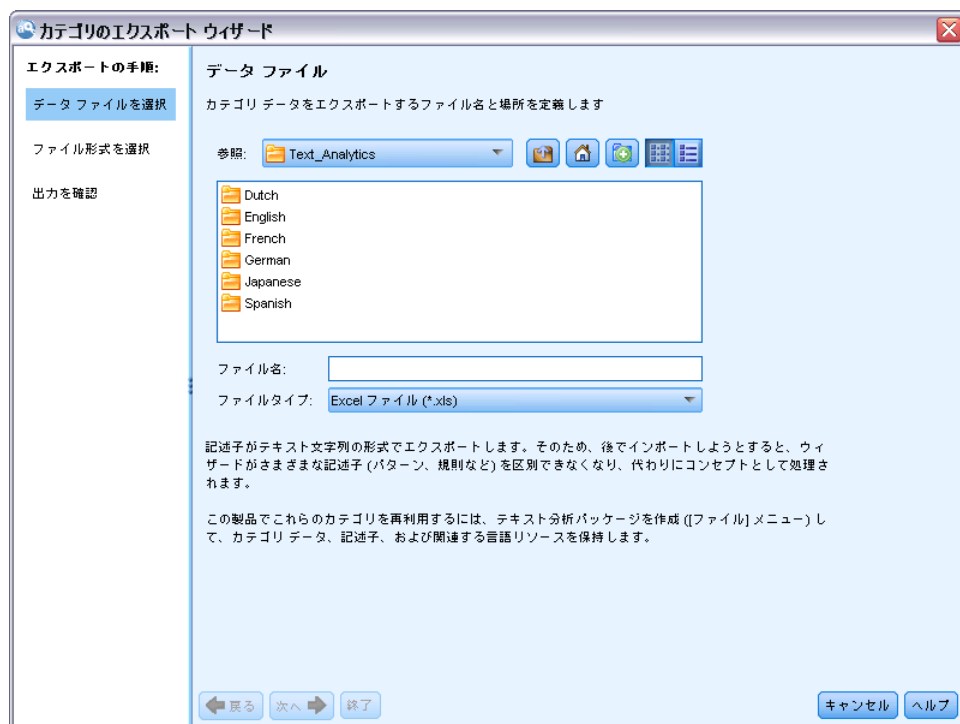 カテゴリのエクスポート ウィザード
エクスポートの手順:
データ ファイルを選択
ファイル形式を選択
出力を確認
データ ファイル
カテゴリ データをエクスポートするファイル名と場所を定義します
参照: Text_Analytics
Dutch
English
French
German
Japanese
Spanish
ファイル名:
ファイルタイプ: Excel ファイル (*.xls)
記述子がテキスト文字列の形式でエクスポートします。そのため、後でインポートしようとすると、ウィ
ザードがさまざまな記述子 (パターン、規則など) を区別できなくなり、代わりにコンセプトとして処理さ
れます。
この製品でこれらのカテゴリを再利用するには、テキスト分析パッケージを作成 ([ファイル] メニュー) し
て、カテゴリ データ、記述子、および関連する言語リソースを保持します。
戻る 次へ 終了 キャンセル ヘルプ